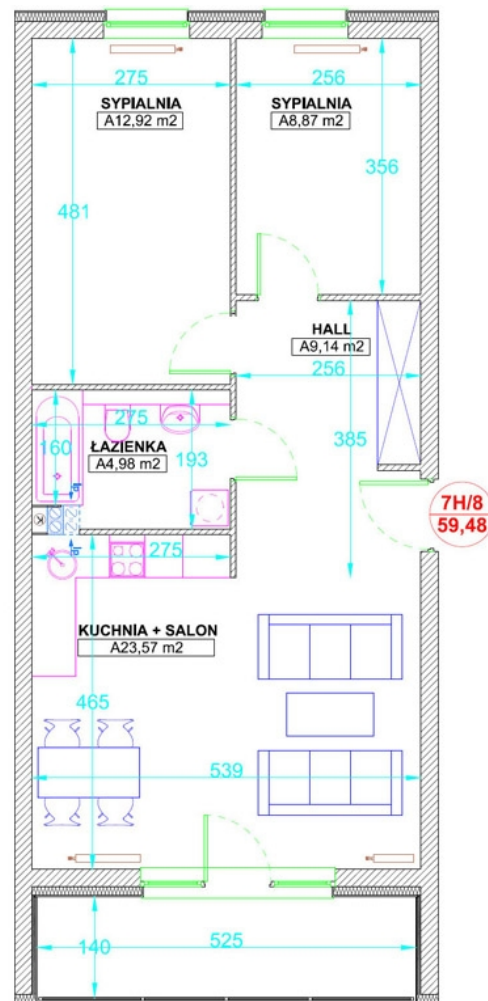 275
256
SYPIALNIA
A12,92 m2
SYPIALNIA
A8,87 m2
356
481
HALL
A9,14 m2
256
275
385
160
ŁAZIENKA
A4,98 m2
193
7H/8
59,48
K
275
KUCHNIA + SALON
A23,57 m2
465
539
525
140